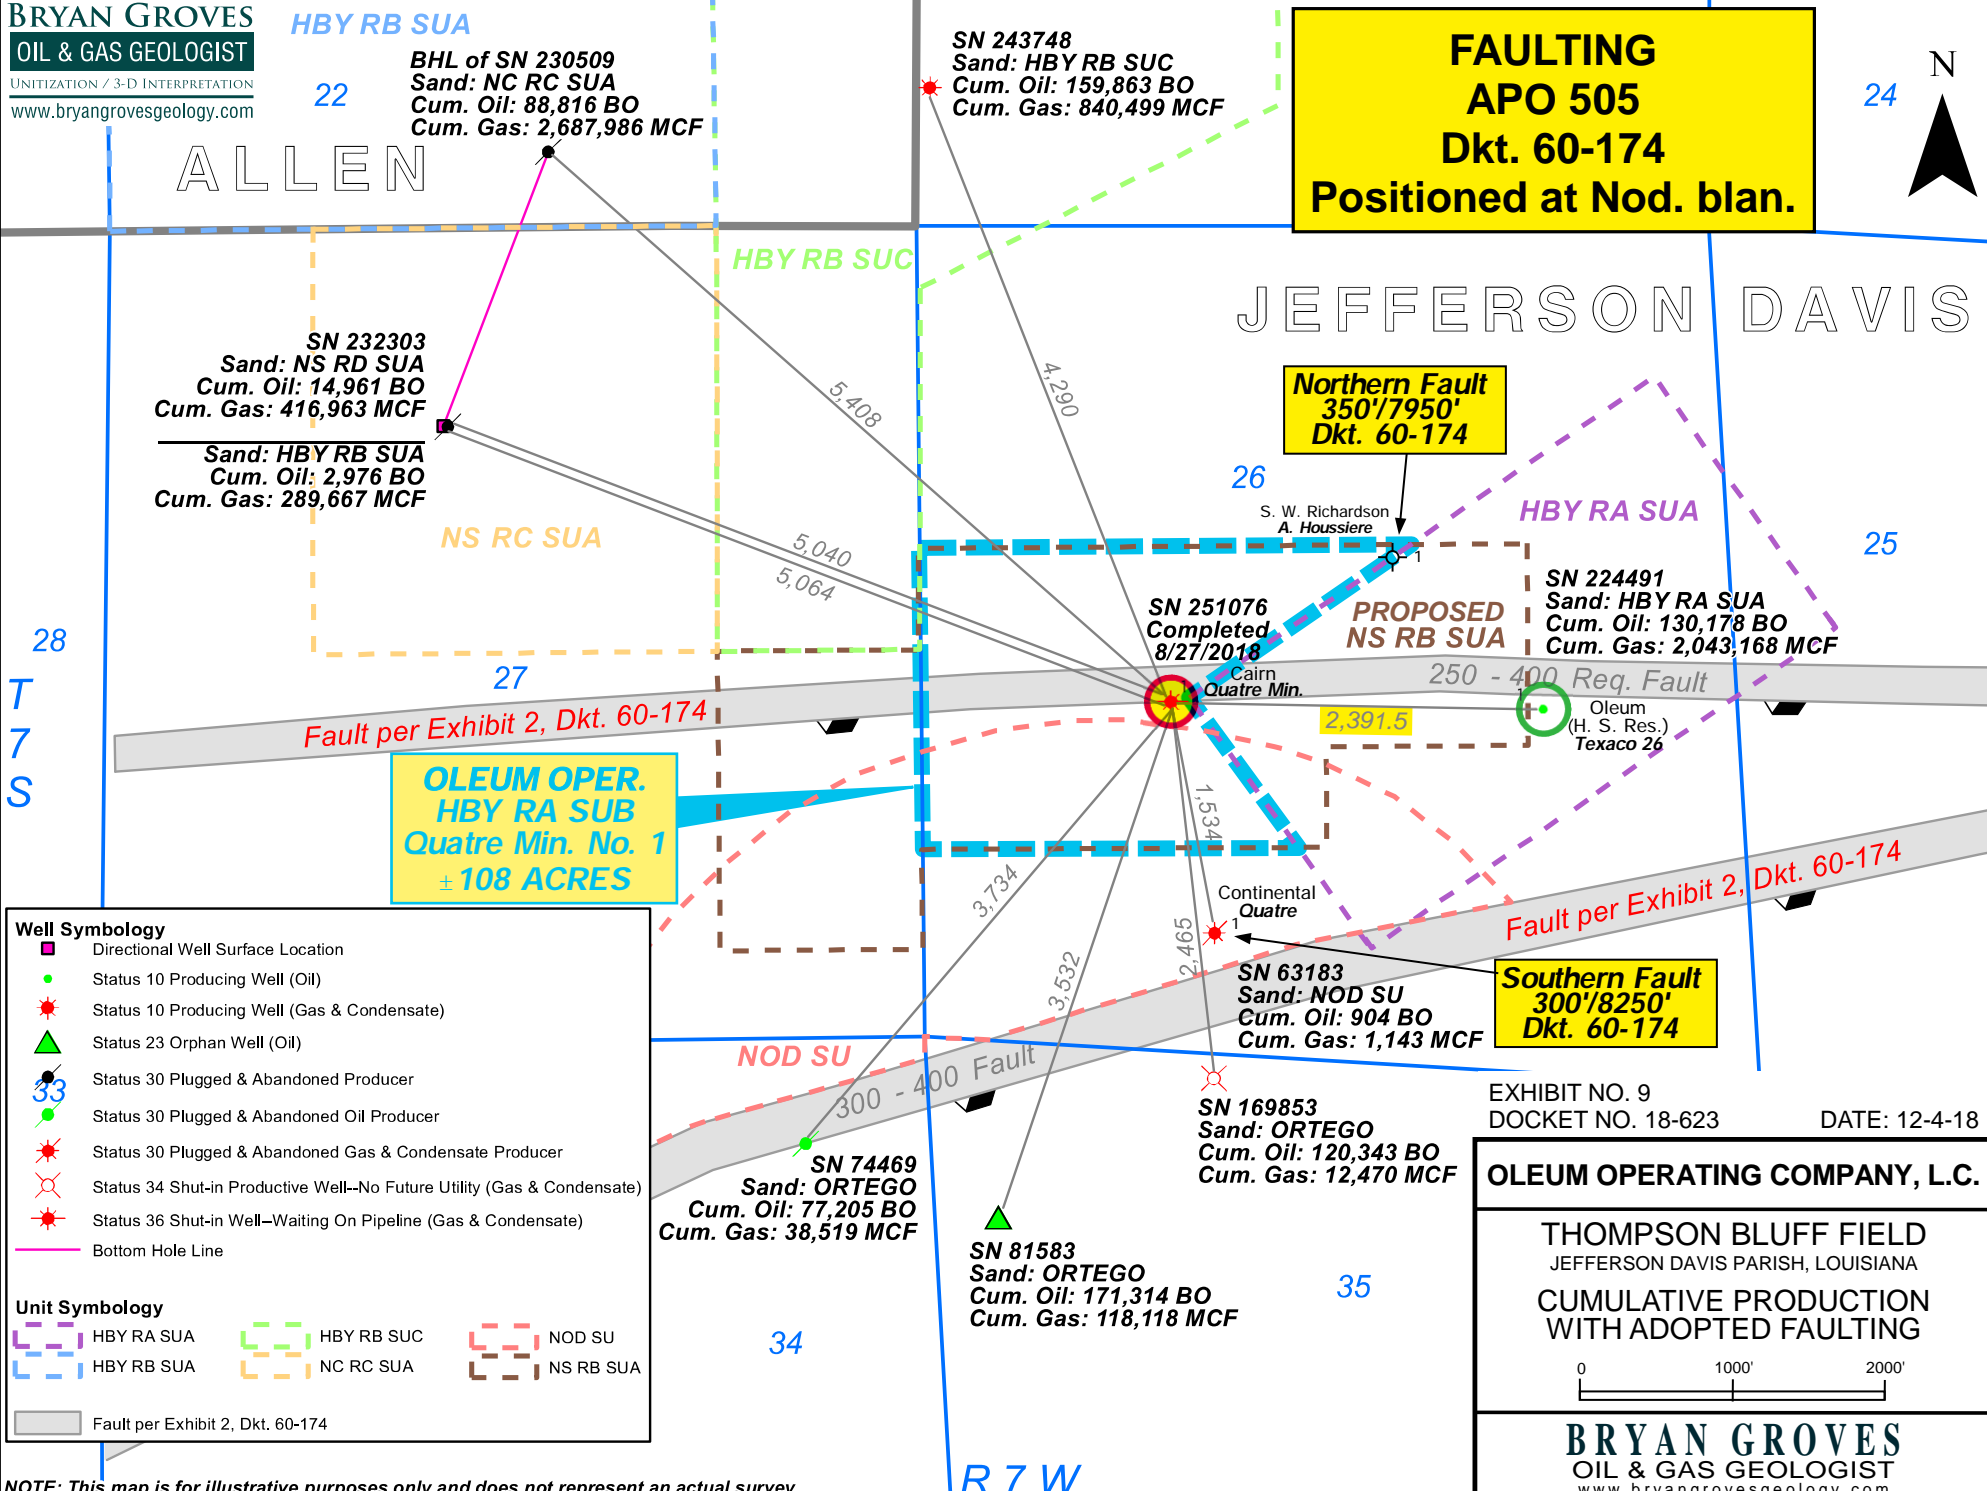 BRYAN GROVES
OIL & GAS GEOLOGIST
UNITIZATION / 3-D INTERPRETATION
www.bryangrovesgeology.com
HBY RB SUA
22
BHL of SN 230509
Sand: NC RC SUA
Cum. Oil: 88,816 BO
Cum. Gas: 2,687,986 MCF
SN 243748
Sand: HBY RB SUC
Cum. Oil: 159,863 BO
Cum. Gas: 840,499 MCF
FAULTING
APO 505
Dkt. 60-174
Positioned at Nod. blan.
N
24
ALLEN
HBY RB SUC
JEFFERSON DAVIS
SN 232303
Sand: NS RD SUA
Cum. Oil: 14,961 BO
Cum. Gas: 416,963 MCF
Sand: HBY RB SUA
Cum. Oil: 2,976 BO
Cum. Gas: 289,667 MCF
NS RC SUA
5,408
4,290
5,040
5,064
Northern Fault
350'/7950'
Dkt. 60-174
26
S. W. Richardson
A. Houssiere
1
HBY RA SUA
25
SN 251076
Completed
8/27/2018
Cairn
Quatre Min.
PROPOSED
NS RB SUA
SN 224491
Sand: HBY RA SUA
Cum. Oil: 130,178 BO
Cum. Gas: 2,043,168 MCF
28
T
7
S
27
Fault per Exhibit 2, Dkt. 60-174
250 - 400 Req. Fault
2,391.5
1
Oleum
(H. S. Res.)
Texaco 26
OLEUM OPER.
HBY RA SUB
Quatre Min. No. 1
±108 ACRES
1,534
3,734
3,532
2,465
Continental
Quatre
1
Fault per Exhibit 2, Dkt. 60-174
SN 63183
Sand: NOD SU
Cum. Oil: 904 BO
Cum. Gas: 1,143 MCF
Southern Fault
300'/8250'
Dkt. 60-174
NOD SU
300 - 400 Fault
SN 74469
Sand: ORTEGO
Cum. Oil: 77,205 BO
Cum. Gas: 38,519 MCF
SN 81583
Sand: ORTEGO
Cum. Oil: 171,314 BO
Cum. Gas: 118,118 MCF
SN 169853
Sand: ORTEGO
Cum. Oil: 120,343 BO
Cum. Gas: 12,470 MCF
34
35
R 7 W
Well Symbology
Directional Well Surface Location
Status 10 Producing Well (Oil)
Status 10 Producing Well (Gas & Condensate)
Status 23 Orphan Well (Oil)
33
Status 30 Plugged & Abandoned Producer
Status 30 Plugged & Abandoned Oil Producer
Status 30 Plugged & Abandoned Gas & Condensate Producer
Status 34 Shut-in Productive Well--No Future Utility (Gas & Condensate)
Status 36 Shut-in Well--Waiting On Pipeline (Gas & Condensate)
Bottom Hole Line
Unit Symbology
HBY RA SUA
HBY RB SUC
NOD SU
HBY RB SUA
NC RC SUA
NS RB SUA
Fault per Exhibit 2, Dkt. 60-174
NOTE: This map is for illustrative purposes only and does not represent an actual survey
EXHIBIT NO. 9
DOCKET NO. 18-623 DATE: 12-4-18
OLEUM OPERATING COMPANY, L.C.
THOMPSON BLUFF FIELD
JEFFERSON DAVIS PARISH, LOUISIANA
CUMULATIVE PRODUCTION
WITH ADOPTED FAULTING
0 1000' 2000'
BRYAN GROVES
OIL & GAS GEOLOGIST
www.bryangrovesgeology.com